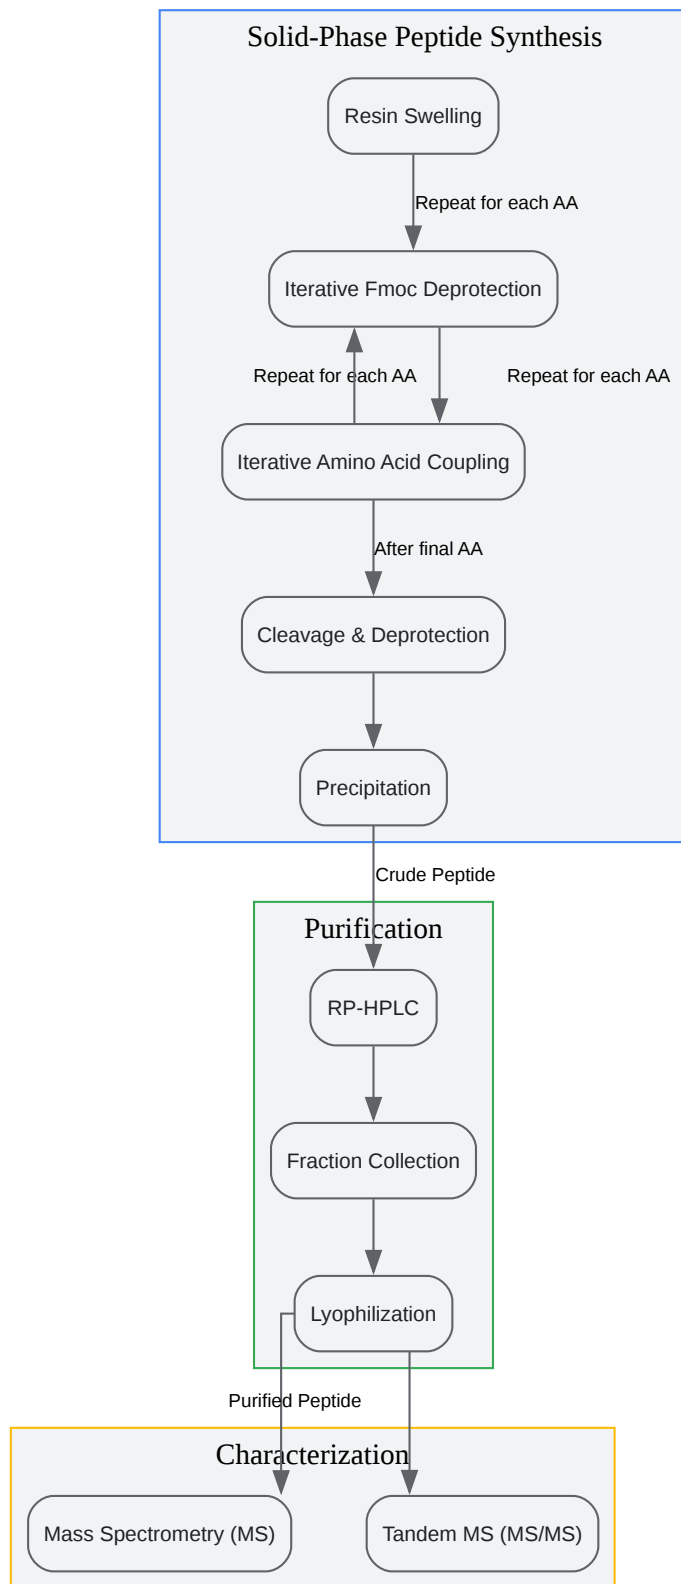 Solid-Phase Peptide Synthesis
Resin Swelling
Repeat for each AA
Iterative Fmoc Deprotection
Repeat for each AA
Repeat for each AA
Iterative Amino Acid Coupling
After final AA
Cleavage & Deprotection
Precipitation
Crude Peptide
Purification
RP-HPLC
Fraction Collection
Lyophilization
Purified Peptide
Characterization
Mass Spectrometry (MS)
Tandem MS (MS/MS)